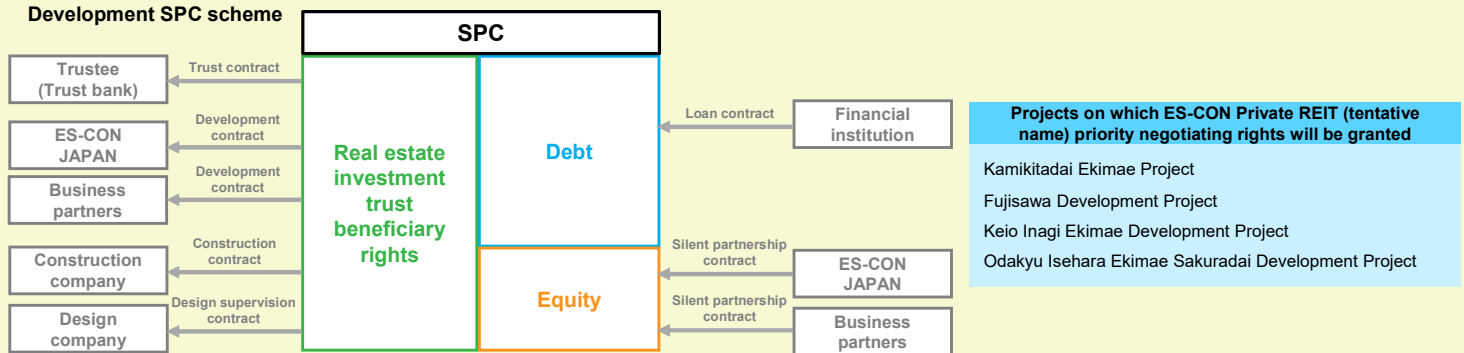 Development SPC scheme
SPC
Trustee
(Trust bank)
Trust contract
ES-CON
JAPAN
Development
contract
Business
partners
Development
contract
Construction
company
Construction
contract
Design
company
Design supervision
contract
Real estate
investment
trust
beneficiary
rights
Debt
Equity
Loan contract
Financial
institution
Silent partnership
contract
ES-CON
JAPAN
Silent partnership
contract
Business
partners
Projects on which ES-CON Private REIT (tentative
name) priority negotiating rights will be granted
Kamikitadai Ekimae Project
Fujisawa Development Project
Keio Inagi Ekimae Development Project
Odakyu Isehara Ekimae Sakuradai Development Project